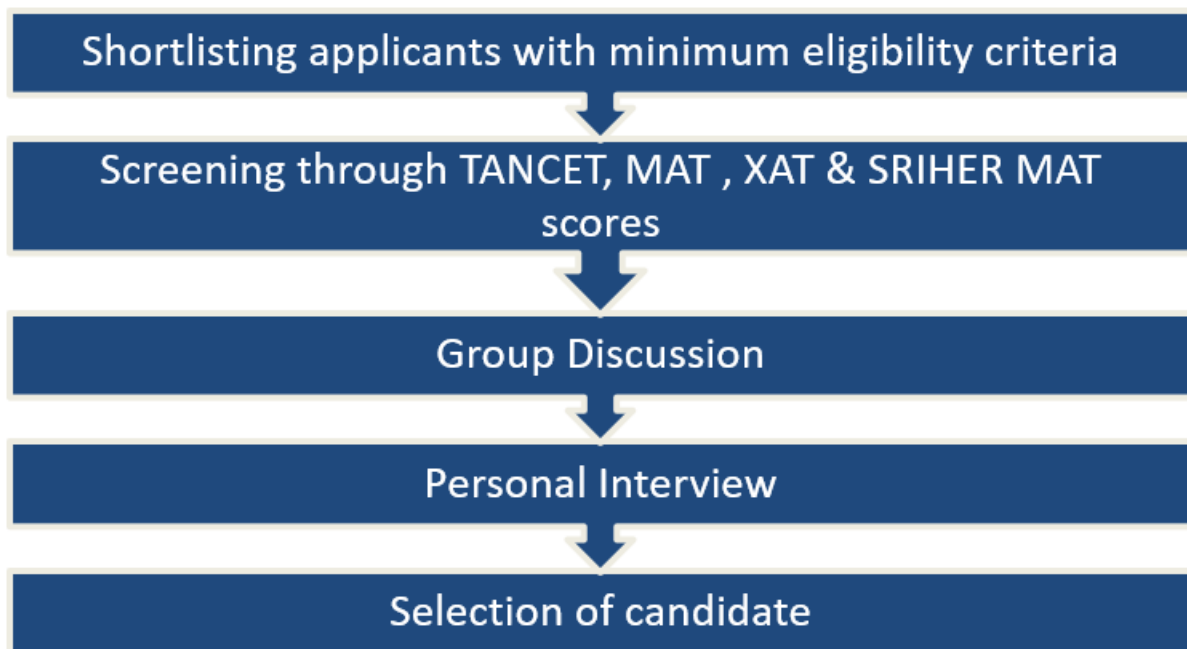 Shortlisting applicants with minimum eligibility criteria
Screening through TANCET, MAT , XAT & SRIHER MAT
scores
Group Discussion
Personal Interview
Selection of candidate